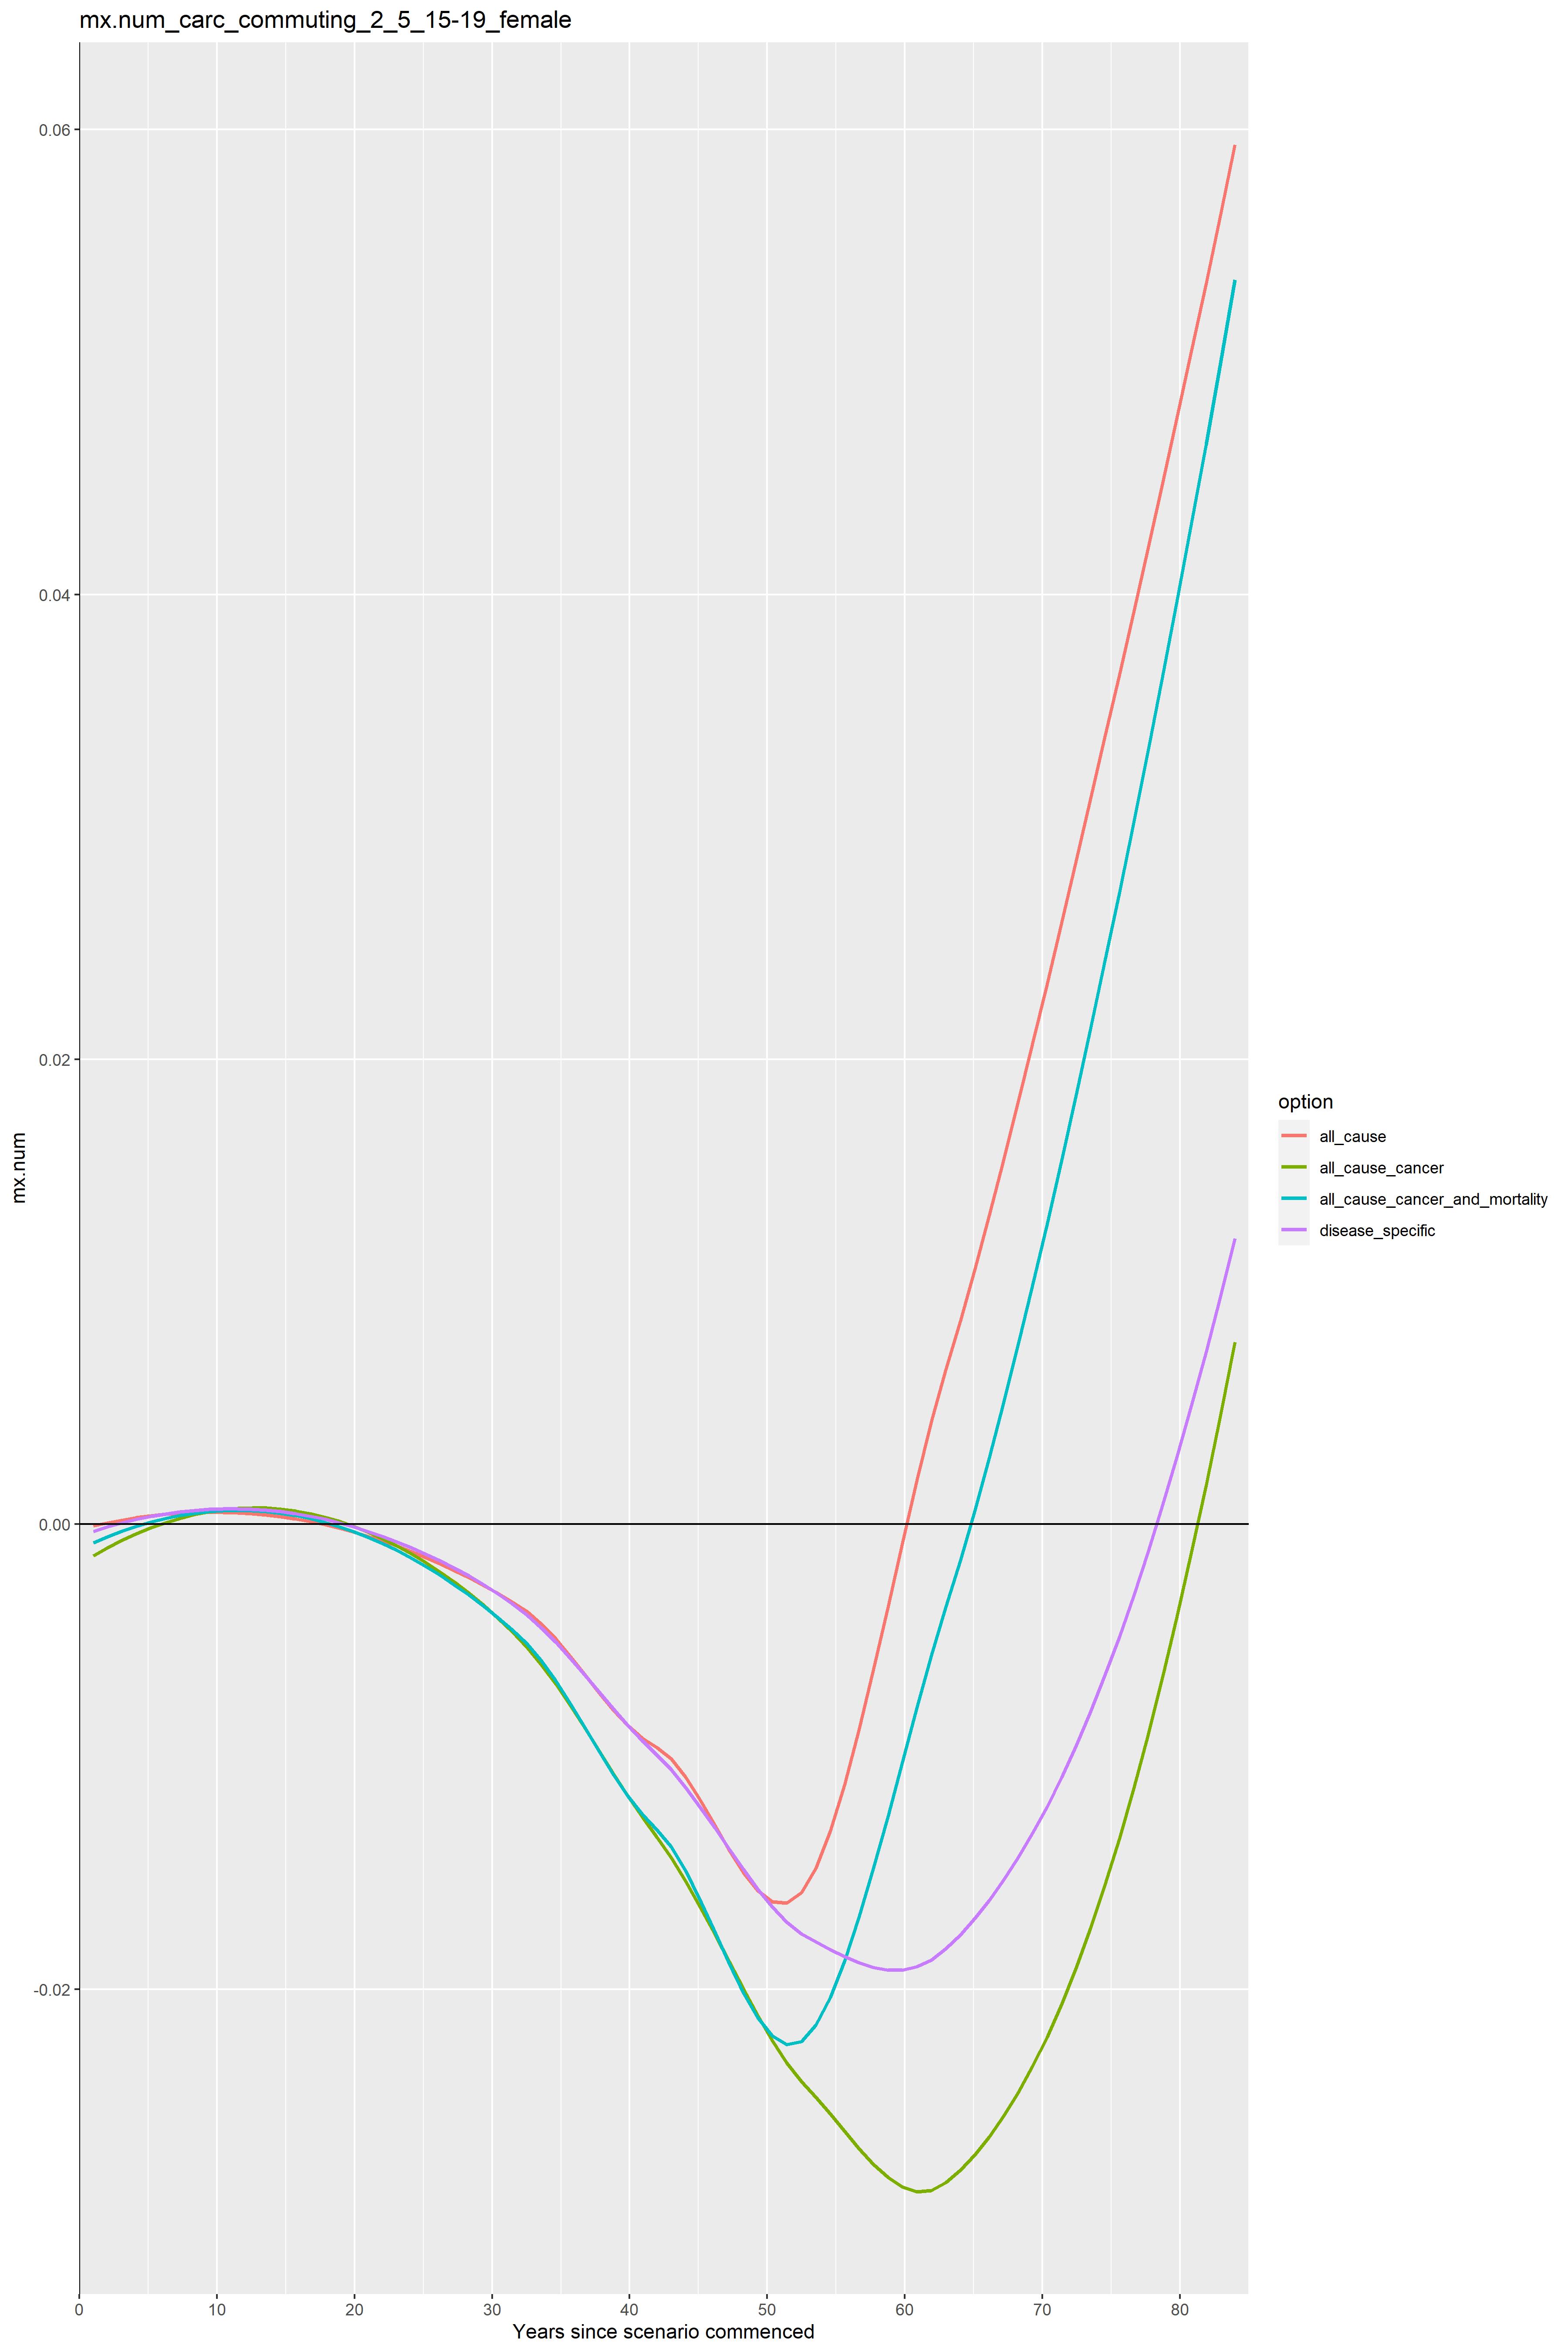 mx.num_carc_commuting_2_5_15-19_female
0.06
0.04
0.02
0.00
-0.02
mx.num
0 10 20 30 40 50 60 70 80
Years since scenario commenced
option
all_cause
all_cause_cancer
all_cause_cancer_and_mortality
disease_specific